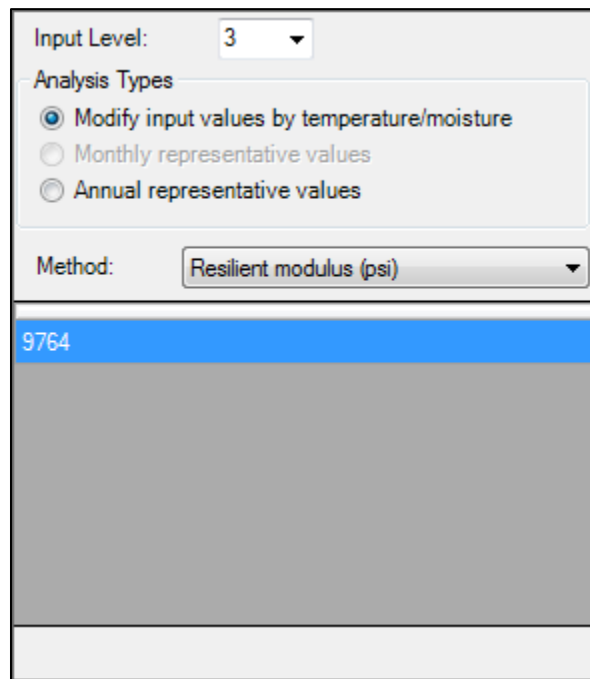 Input Level: 3
Analysis Types
Modify input values by temperature/moisture
Monthly representative values
Annual representative values
Method: Resilient modulus (psi)
9764